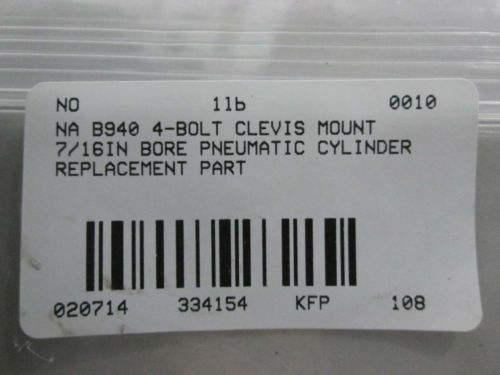 NO 1lb 0010
NA B940 4-BOLT CLEVIS MOUNT
7/16IN BORE PNEUMATIC CYLINDER
REPLACEMENT PART
020714 334154 KFP 108